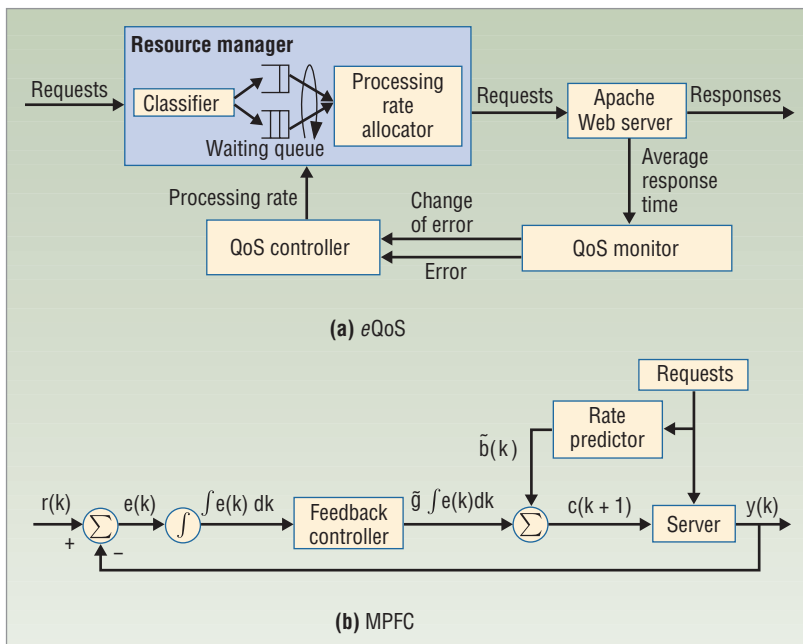 Resource manager
Requests
Classifier
Waiting queue
Processing
rate
allocator
Requests
Apache
Web server
Responses
Average
response
time
Processing rate
QoS controller
Change
of error
Error
QoS monitor
(a) eQoS
Requests
Rate
predictor
b̃(k)
r(k)
+
−
∑
e(k)
∫
∫ e(k) dk
Feedback
controller
g̃ ∫ e(k)dk
∑
c(k + 1)
Server
y(k)
(b) MPFC